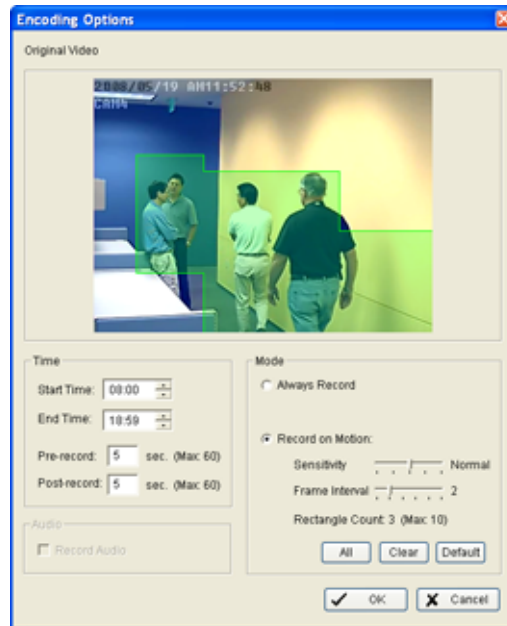 Encoding Options
Original Video
2008/05/19 AM11:52:48
CAM4
Time
Start Time: 08:00
End Time: 18:59
Pre-record: 5 sec. (Max: 60)
Post-record: 5 sec. (Max: 60)
Audio
Record Audio
Mode
Always Record
Record on Motion:
Sensitivity Normal
Frame Interval 2
Rectangle Count: 3 (Max: 10)
All Clear Default
OK Cancel